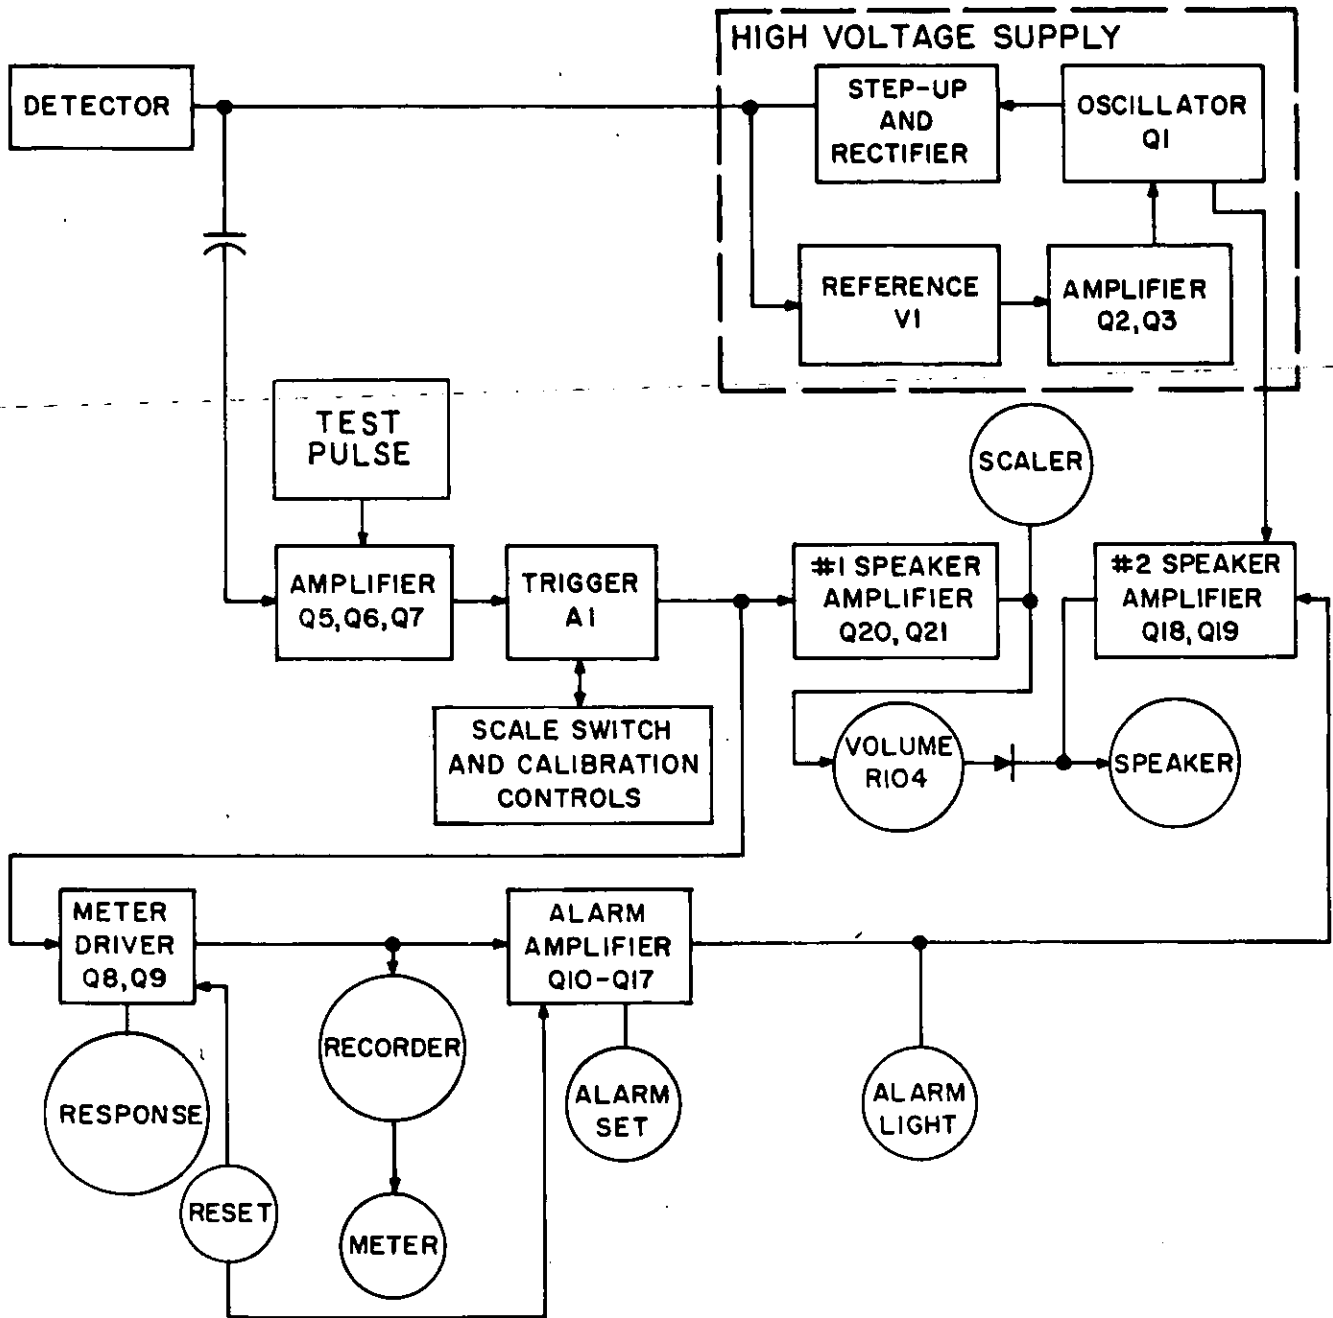 HIGH VOLTAGE SUPPLY
DETECTOR
STEP-UP
AND
RECTIFIER
OSCILLATOR
Q1
REFERENCE
V1
AMPLIFIER
Q2, Q3
TEST
PULSE
SCALER
AMPLIFIER
Q5, Q6, Q7
TRIGGER
A1
#1 SPEAKER
AMPLIFIER
Q20, Q21
#2 SPEAKER
AMPLIFIER
Q18, Q19
SCALE SWITCH
AND CALIBRATION
CONTROLS
VOLUME
R104
SPEAKER
METER
DRIVER
Q8, Q9
ALARM
AMPLIFIER
Q10-Q17
RESPONSE
RECORDER
ALARM
SET
ALARM
LIGHT
RESET
METER